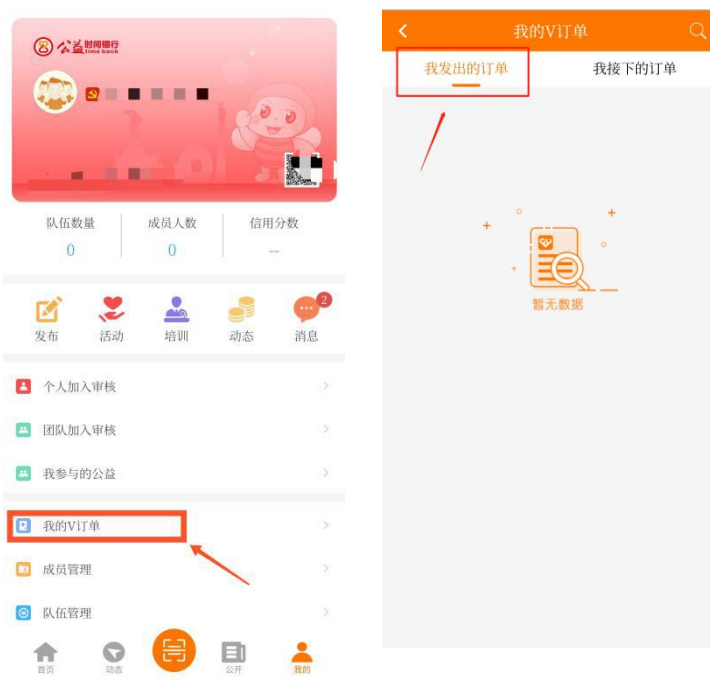 公益时间银行
time bank
队伍数量 成员人数 信用分数
0 0 --
2
发布 活动 培训 动态 消息
个人加入审核
团队加入审核
我参与的公益
我的V订单
成员管理
队伍管理
首页 动态 公开 我的
我的V订单
我发出的订单 我接下的订单
暂无数据